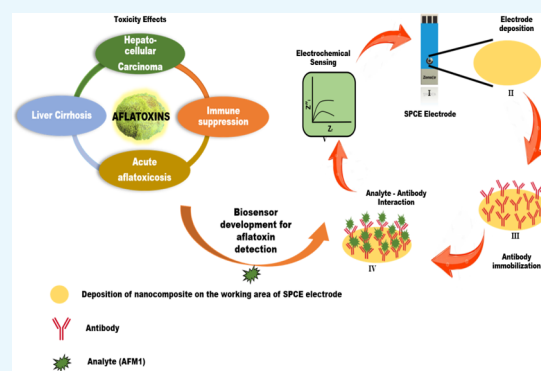 Toxicity Effects
Hepato-
cellular
Carcinoma
Liver Cirrhosis
AFLATOXINS
Immune
suppression
Acute
aflatoxicosis
Electrochemical
Sensing
Z
I
SPCE Electrode
Electrode
deposition
II
III
Antibody
immobilization
Analyte - Antibody
Interaction
IV
Biosensor
development for
aflatoxin
detection
Deposition of nanocomposite on the working area of SPCE electrode
Antibody
Analyte (AFM1)